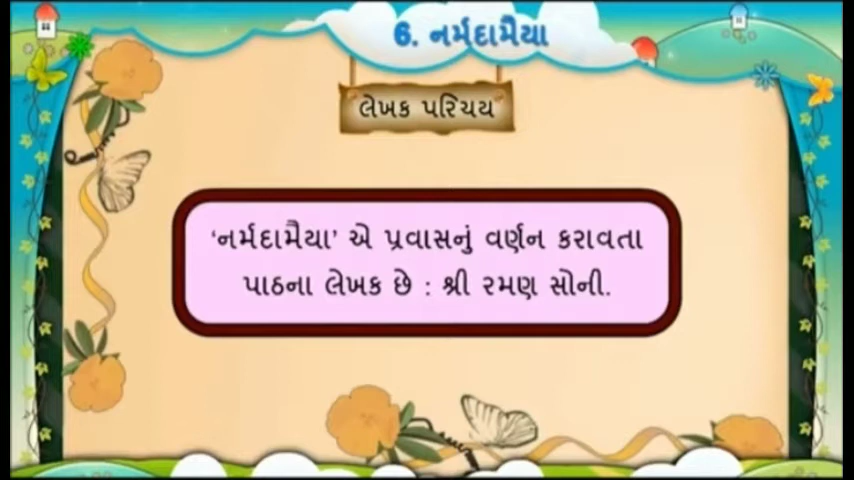 6. નર્મદામૈયા
લેખક પરિચય
‘નર્મદામૈયા’ એ પ્રવાસનું વર્ણન કરાવતા
પાઠના લેખક છે : શ્રી રમણ સોની.